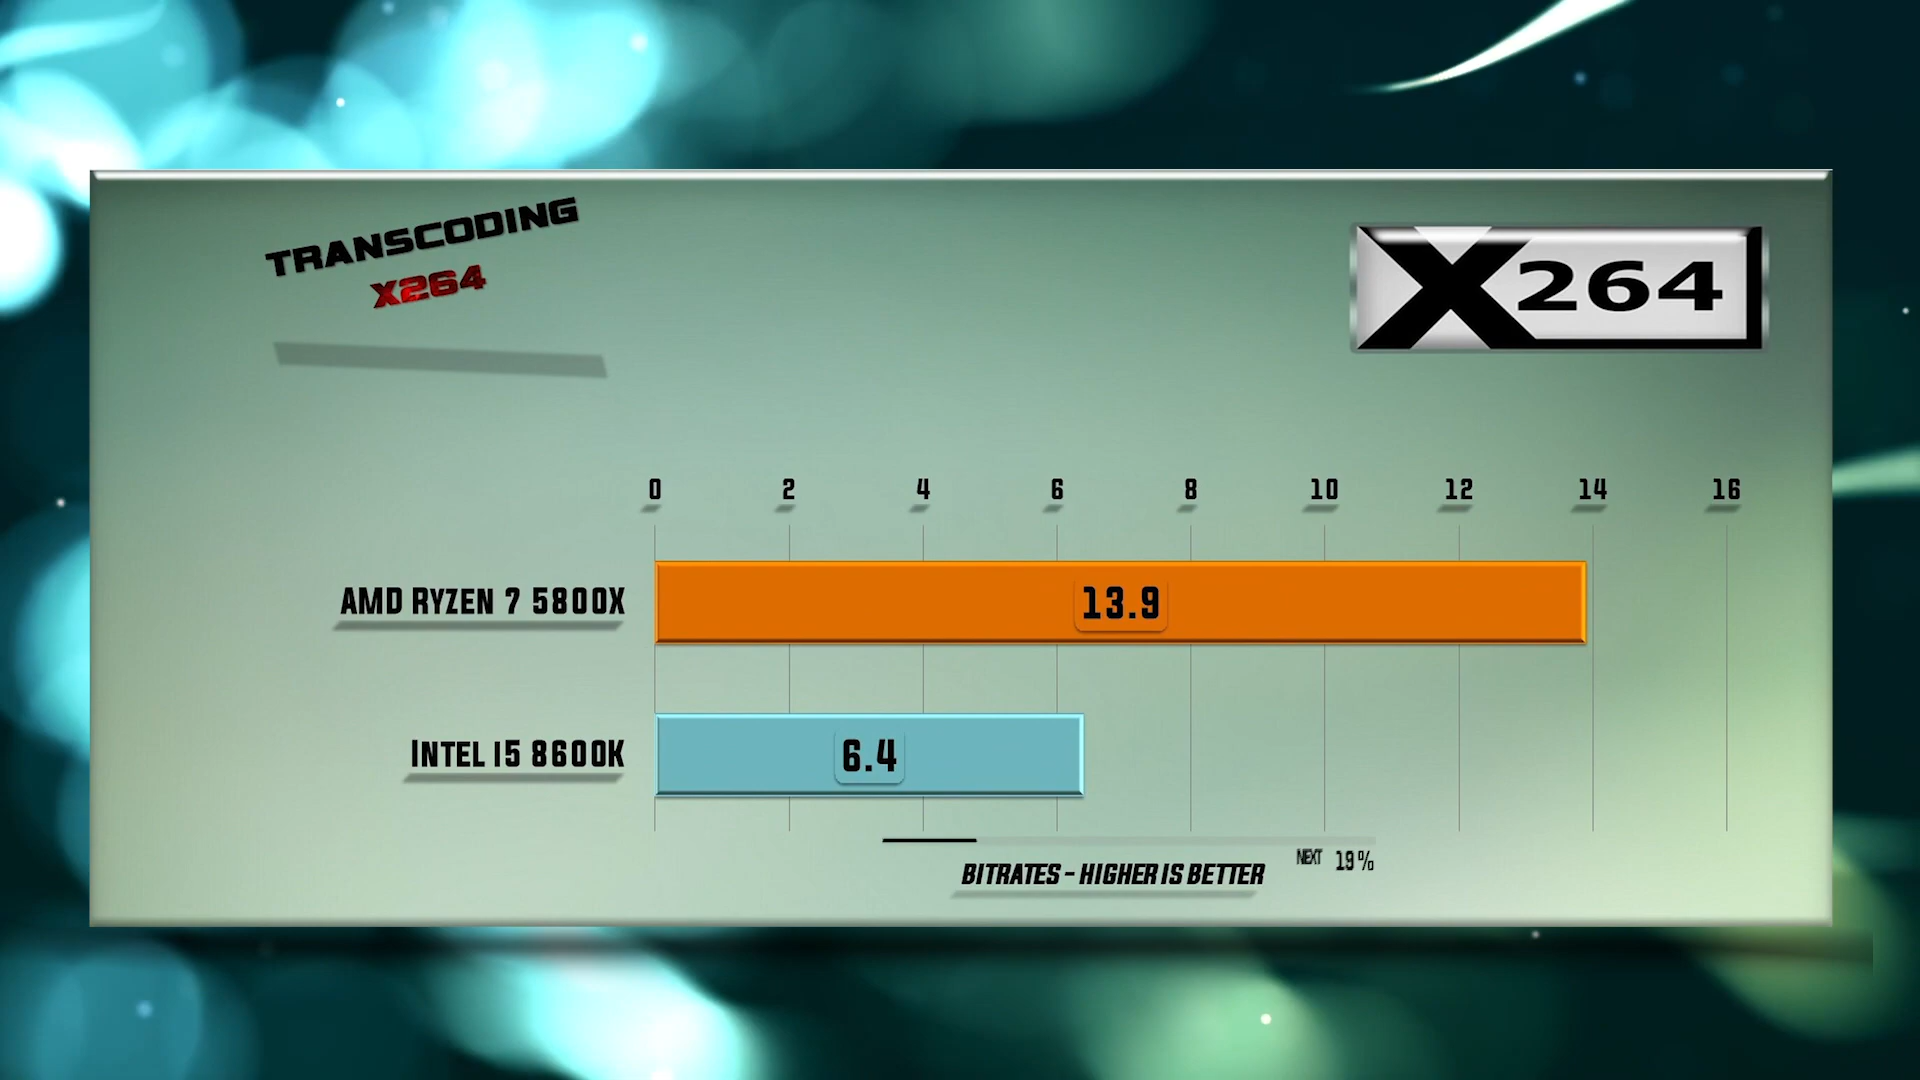 TRANSCODING
X264
X264
0 2 4 6 8 10 12 14 16
AMD RYZEN 7 5800X
13.9
INTEL I5 8600K
6.4
NEXT 19%
BITRATES - HIGHER IS BETTER